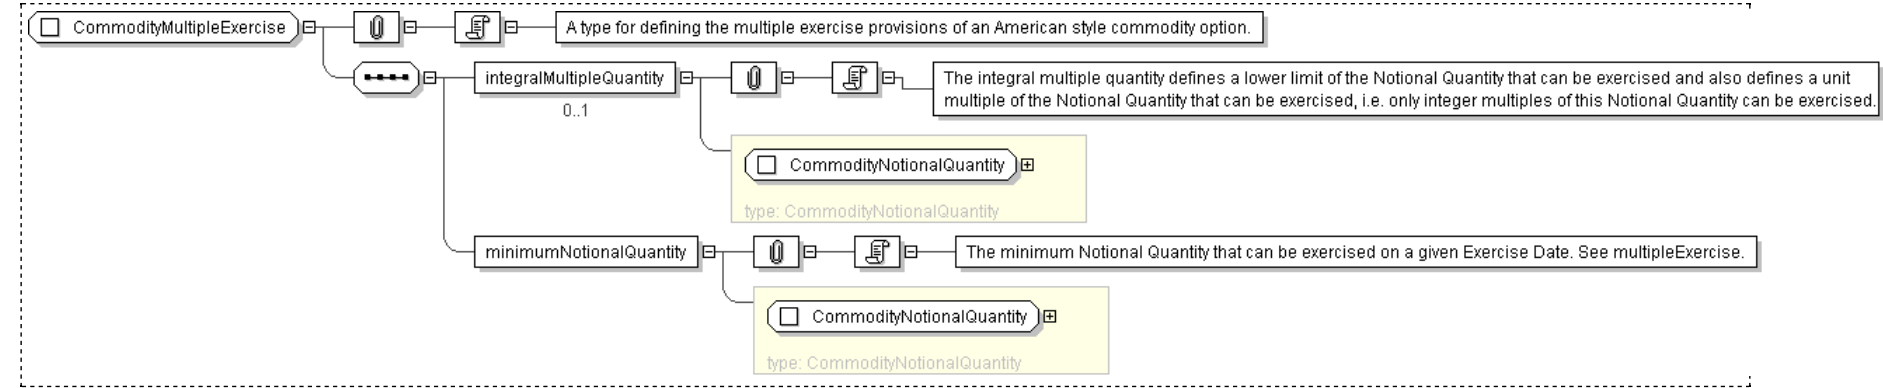 CommodityMultipleExercise
A type for defining the multiple exercise provisions of an American style commodity option.
integralMultipleQuantity
0..1
The integral multiple quantity defines a lower limit of the Notional Quantity that can be exercised and also defines a unit
multiple of the Notional Quantity that can be exercised, i.e. only integer multiples of this Notional Quantity can be exercised.
CommodityNotionalQuantity
type: CommodityNotionalQuantity
minimumNotionalQuantity
The minimum Notional Quantity that can be exercised on a given Exercise Date. See multipleExercise.
CommodityNotionalQuantity
type: CommodityNotionalQuantity